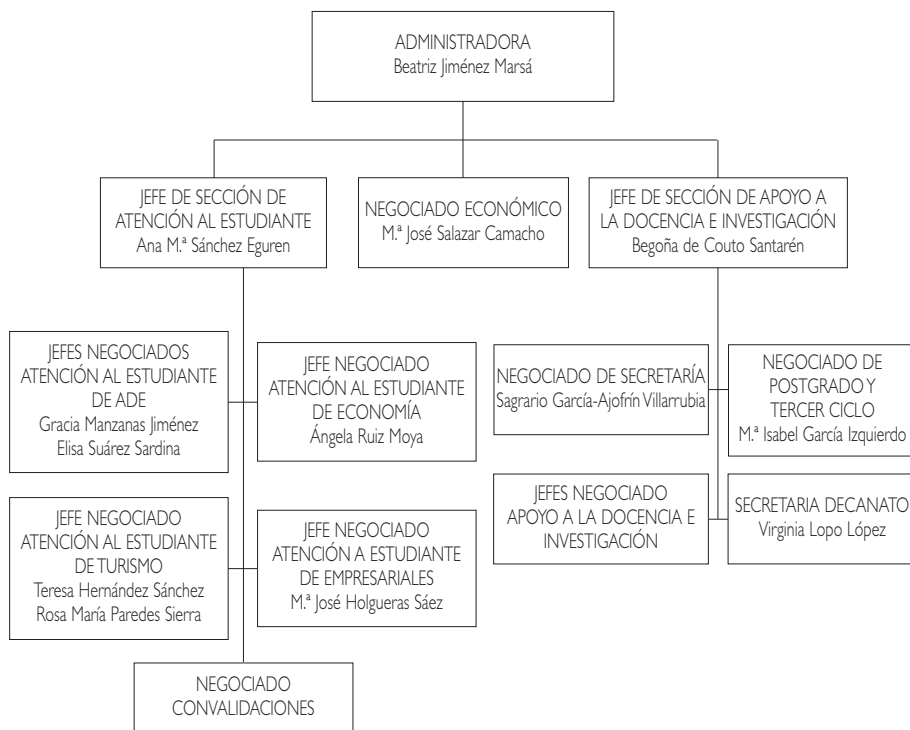 ADMINISTRADORA
Beatriz Jiménez Marsá
JEFE DE SECCIÓN DE
ATENCIÓN AL ESTUDIANTE
Ana M.ª Sánchez Eguren
NEGOCIADO ECONÓMICO
M.ª José Salazar Camacho
JEFE DE SECCIÓN DE APOYO A
LA DOCENCIA E INVESTIGACIÓN
Begoña de Couto Santarén
JEFES NEGOCIADOS
ATENCIÓN AL ESTUDIANTE
DE ADE
Gracia Manzanas Jiménez
Elisa Suárez Sardina
JEFE NEGOCIADO
ATENCIÓN AL ESTUDIANTE
DE ECONOMÍA
Ángela Ruiz Moya
NEGOCIADO DE SECRETARÍA
Sagrario García-Ajofrín Villarrubia
NEGOCIADO DE
POSTGRADO Y
TERCER CICLO
M.ª Isabel García Izquierdo
JEFE NEGOCIADO
ATENCIÓN AL ESTUDIANTE
DE TURISMO
Teresa Hernández Sánchez
Rosa María Paredes Sierra
JEFE NEGOCIADO
ATENCIÓN A ESTUDIANTE
DE EMPRESARIALES
M.ª José Holgueras Sáez
JEFES NEGOCIADO
APOYO A LA DOCENCIA E
INVESTIGACIÓN
SECRETARIA DECANATO
Virginia Lopo López
NEGOCIADO
CONVALIDACIONES